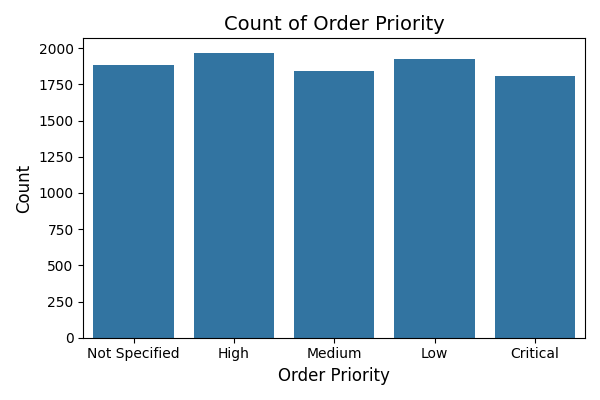 Count of Order Priority
Count
2000
1750
1500
1250
1000
750
500
250
0
Not Specified High Medium Low Critical
Order Priority